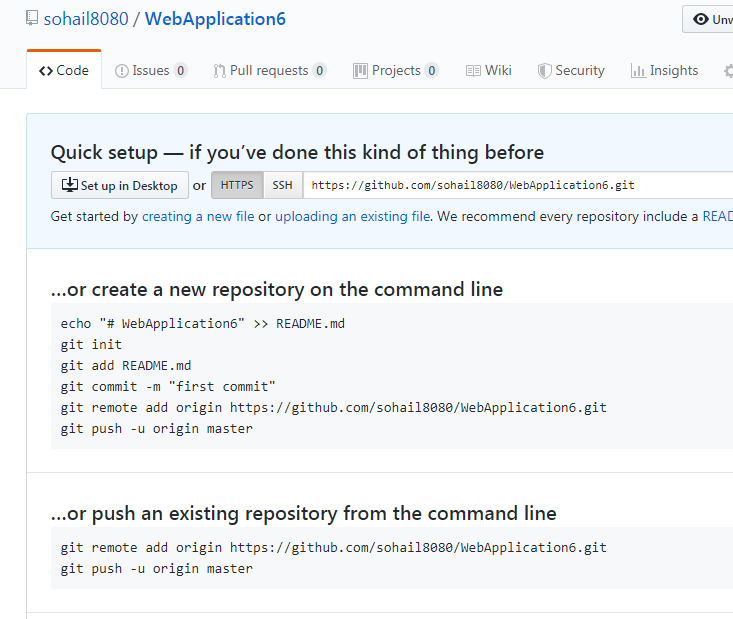 sohail8080 / WebApplication6
Code Issues 0 Pull requests 0 Projects 0 Wiki Security Insights
Quick setup — if you’ve done this kind of thing before
Set up in Desktop or HTTPS SSH https://github.com/sohail8080/WebApplication6.git
Get started by creating a new file or uploading an existing file. We recommend every repository include a
…or create a new repository on the command line
echo "# WebApplication6" >> README.md
git init
git add README.md
git commit -m "first commit"
git remote add origin https://github.com/sohail8080/WebApplication6.git
git push -u origin master
…or push an existing repository from the command line
git remote add origin https://github.com/sohail8080/WebApplication6.git
git push -u origin master